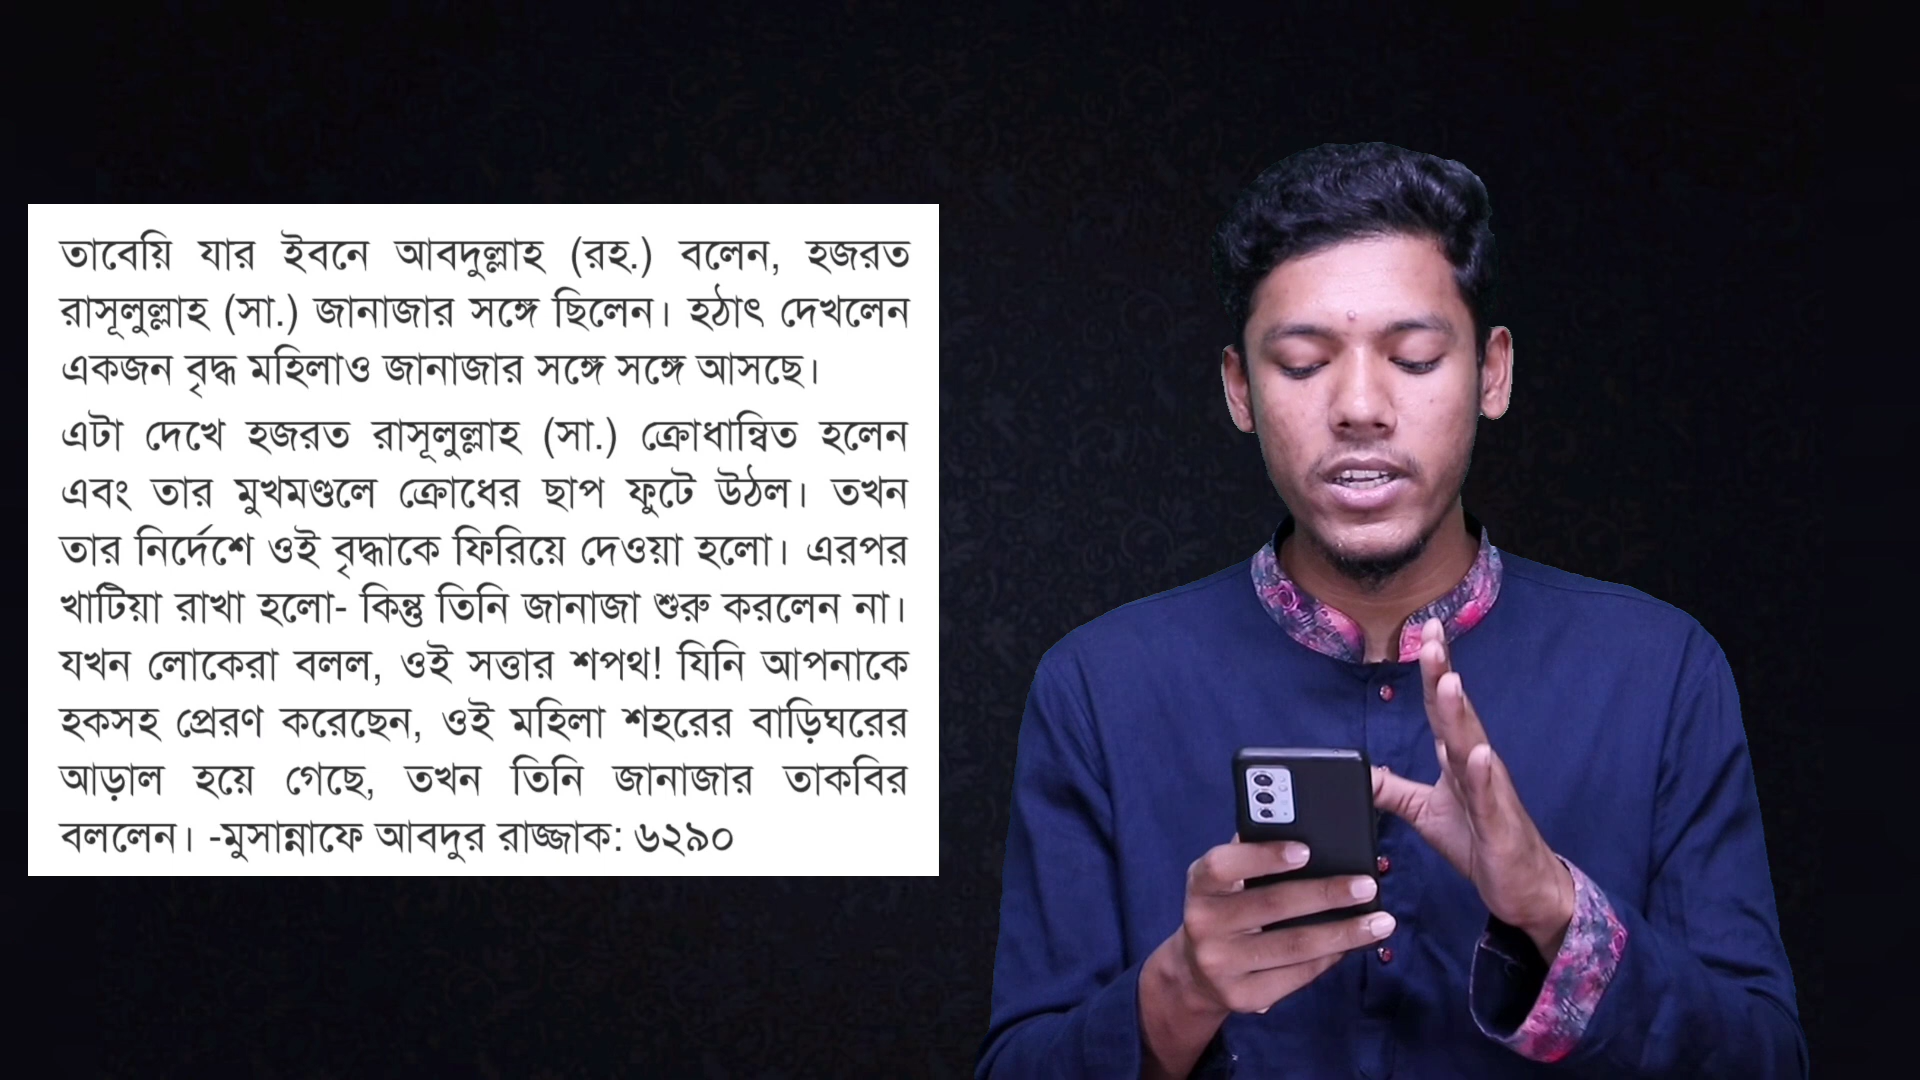 তাবেয়ি যার ইবনে আবদুল্লাহ (রহ.) বলেন, হজরত
রাসূলুল্লাহ (সা.) জানাজার সঙ্গে ছিলেন। হঠাৎ দেখলেন
একজন বৃদ্ধ মহিলাও জানাজার সঙ্গে সঙ্গে আসছে।
এটা দেখে হজরত রাসূলুল্লাহ (সা.) ক্রোধান্বিত হলেন
এবং তার মুখমণ্ডলে ক্রোধের ছাপ ফুটে উঠল। তখন
তার নির্দেশে ওই বৃদ্ধাকে ফিরিয়ে দেওয়া হলো। এরপর
খাটিয়া রাখা হলো- কিন্তু তিনি জানাজা শুরু করলেন না।
যখন লোকেরা বলল, ওই সত্তার শপথ! যিনি আপনাকে
হকসহ প্রেরণ করেছেন, ওই মহিলা শহরের বাড়িঘরের
আড়াল হয়ে গেছে, তখন তিনি জানাজার তাকবির
বললেন। -মুসান্নাফে আবদুর রাজ্জাক: ৬২৯০